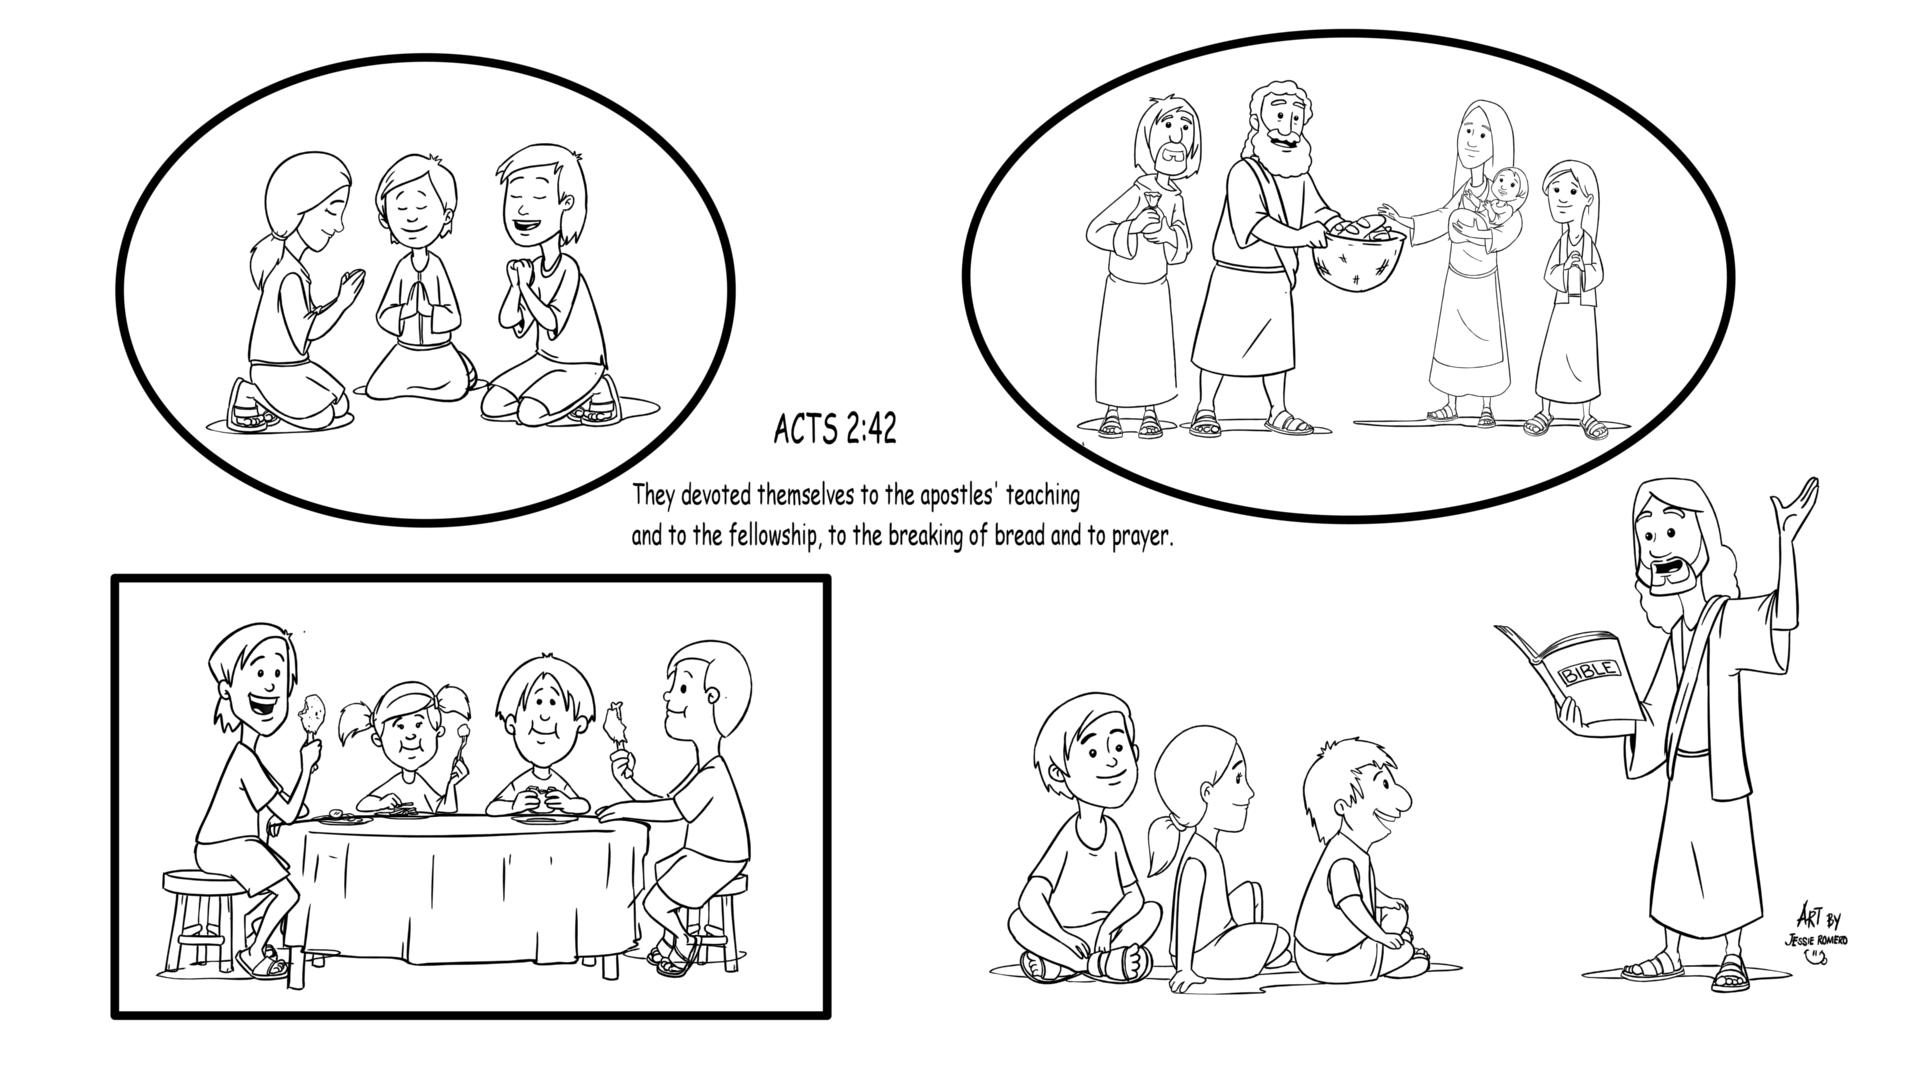 ACTS 2:42
They devoted themselves to the apostles' teaching
and to the fellowship, to the breaking of bread and to prayer.
BIBLE
ART BY
JESSIE ROMERO